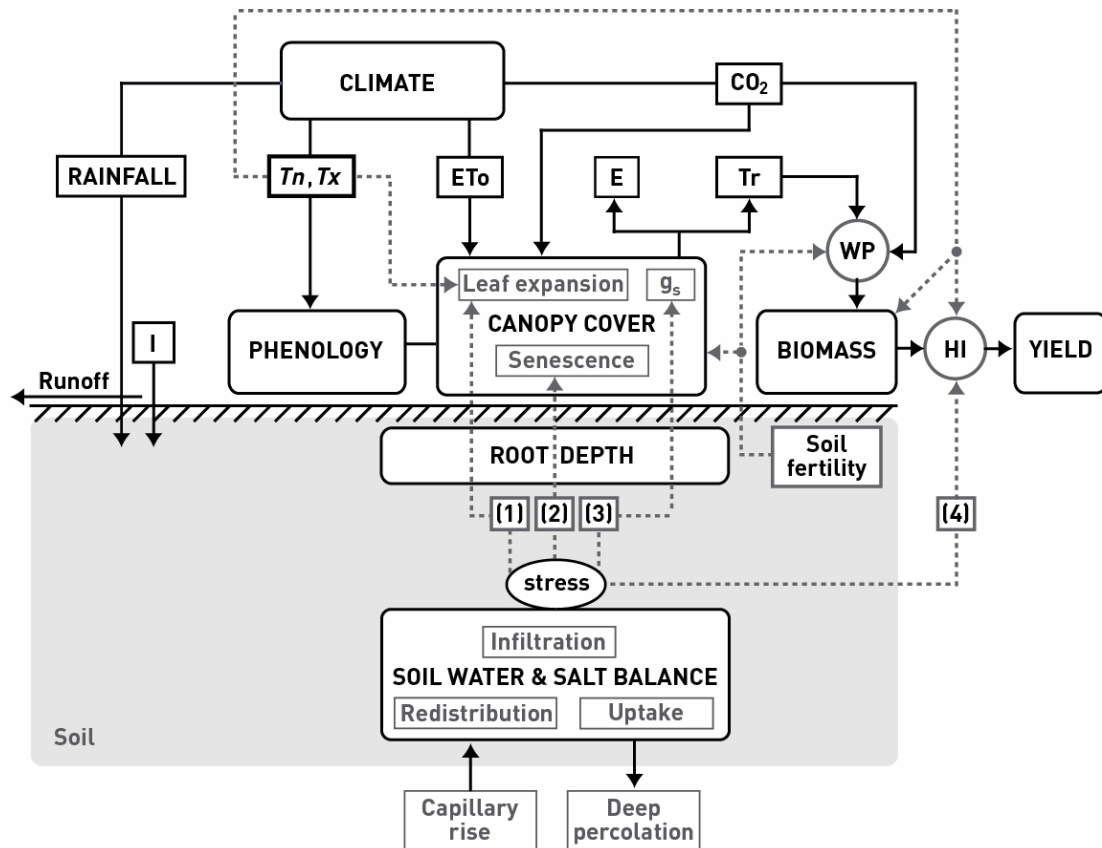 CLIMATE
CO₂
RAINFALL
Tn, Tx
ETo
E
Tr
WP
Leaf expansion
gₛ
CANOPY COVER
Senescence
PHENOLOGY
I
BIOMASS
HI
YIELD
Runoff
ROOT DEPTH
Soil
fertility
(1)
(2)
(3)
(4)
stress
Infiltration
SOIL WATER & SALT BALANCE
Redistribution
Uptake
Soil
Capillary
rise
Deep
percolation